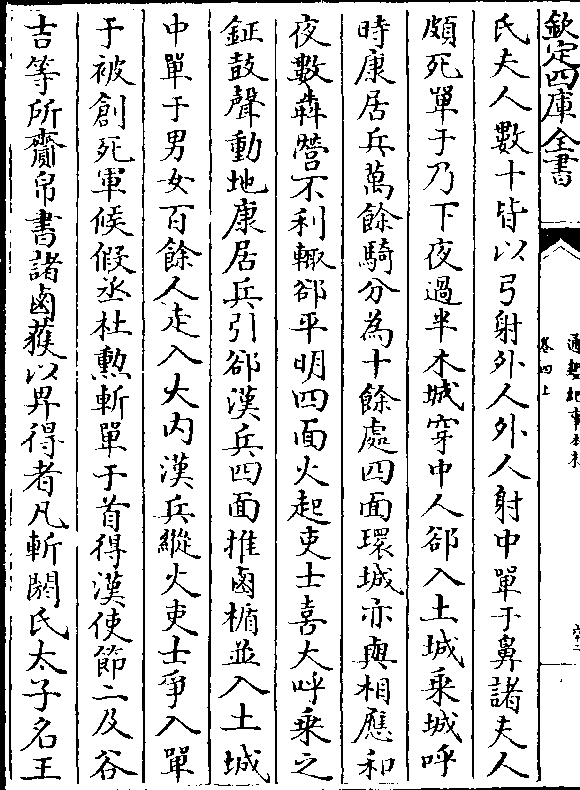 欽定四庫全書
通鑑紀事本末
卷四上
氏夫人數十皆以弓射外人外人射中單于鼻諸夫人
頗死單于乃下夜過半木城穿中人郤入土城乗城呼
時康居兵萬餘騎分為十餘處四面環城亦與相應和
夜數犇營不利輙郤平明四面火起吏士喜大呼乗之
鉦鼓聲動地康居兵引郤漢兵四面推鹵楯並入土城
中單于男女百餘人走入大内漢兵縱火吏士爭入單
于被創死軍候假丞杜勲斬單于首得漢使節二及谷
吉等所齎帛書諸鹵獲以畀得者凡斬閼氏太子名王